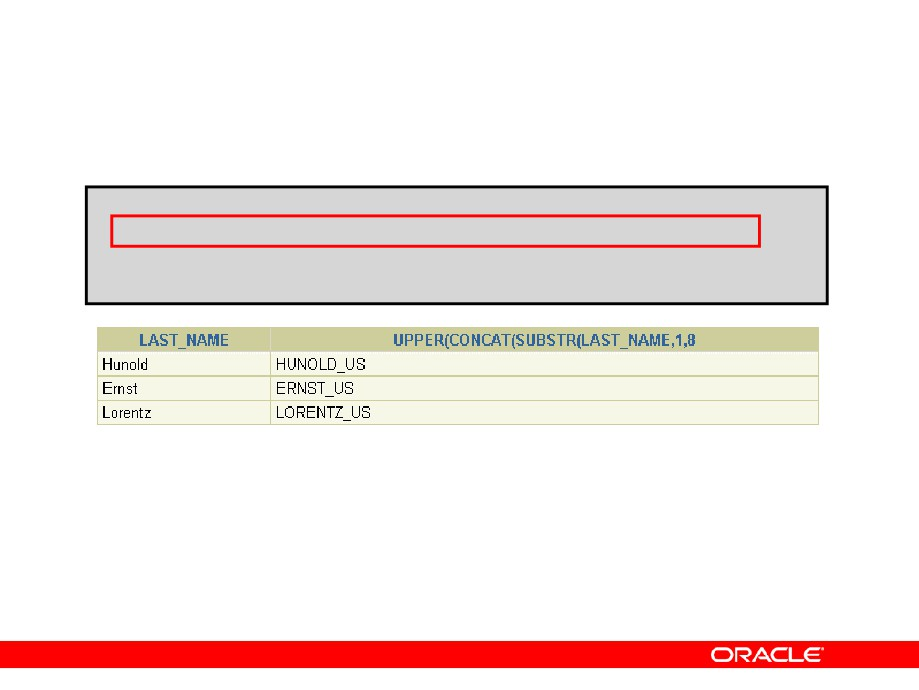 LAST_NAME UPPER(CONCAT(SUBSTR(LAST_NAME,1,8
Hunold HUNOLD_US
Ernst ERNST_US
Lorentz LORENTZ_US
ORACLE